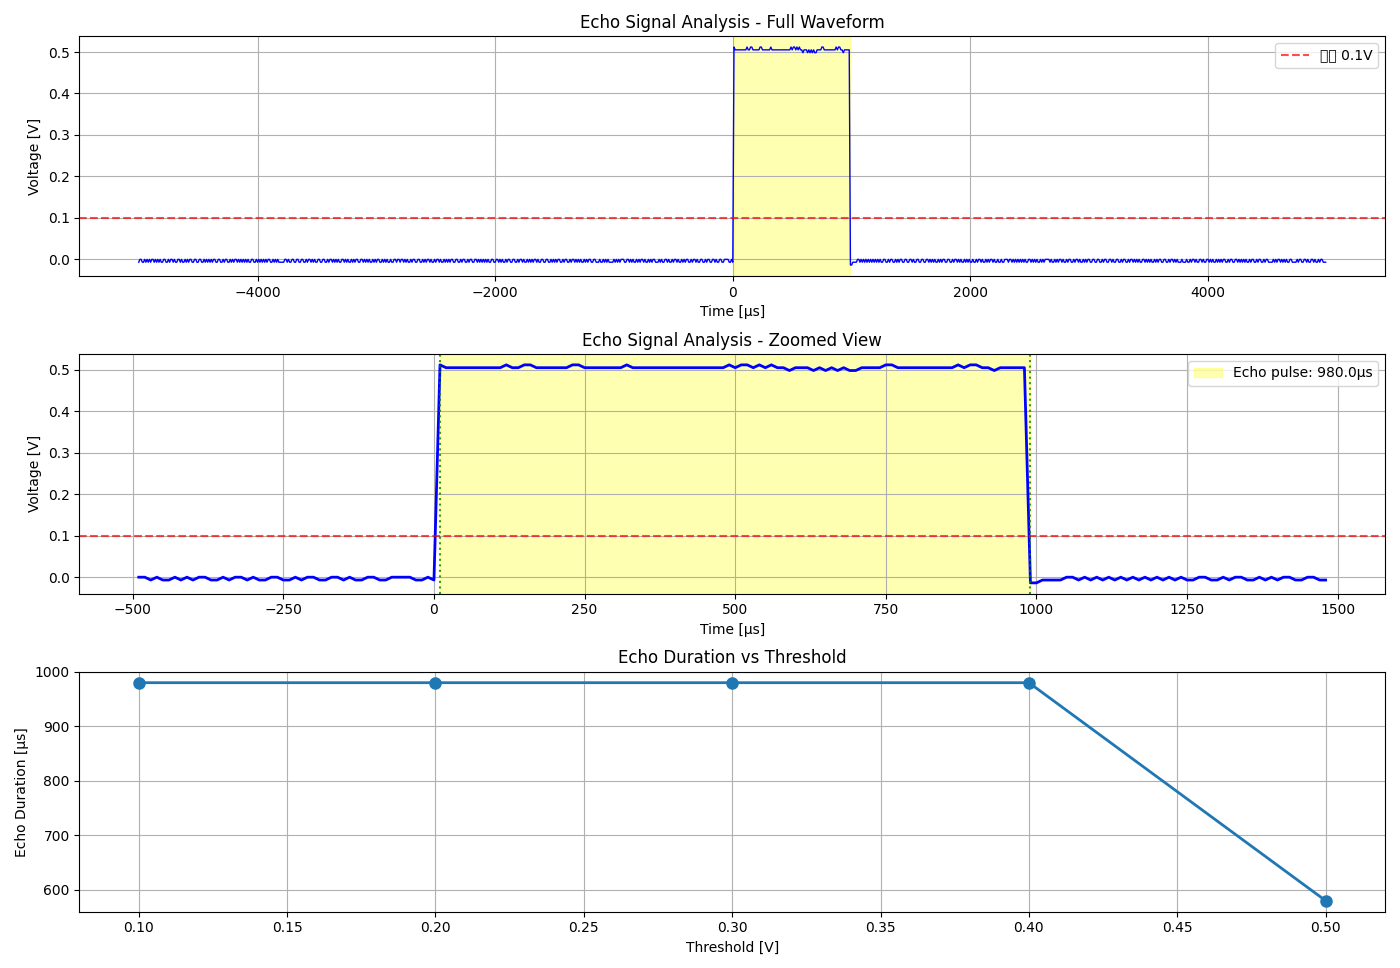 Echo Signal Analysis - Full Waveform
0.5
0.4
0.3
0.2
0.1
0.0
Voltage [V]
0.1V
−4000 −2000 0 2000 4000
Time [μs]
Echo Signal Analysis - Zoomed View
0.5
0.4
0.3
0.2
0.1
0.0
Voltage [V]
Echo pulse: 980.0μs
−500 −250 0 250 500 750 1000 1250 1500
Time [μs]
Echo Duration vs Threshold
1000
900
800
700
600
Echo Duration [μs]
0.10 0.15 0.20 0.25 0.30 0.35 0.40 0.45 0.50
Threshold [V]